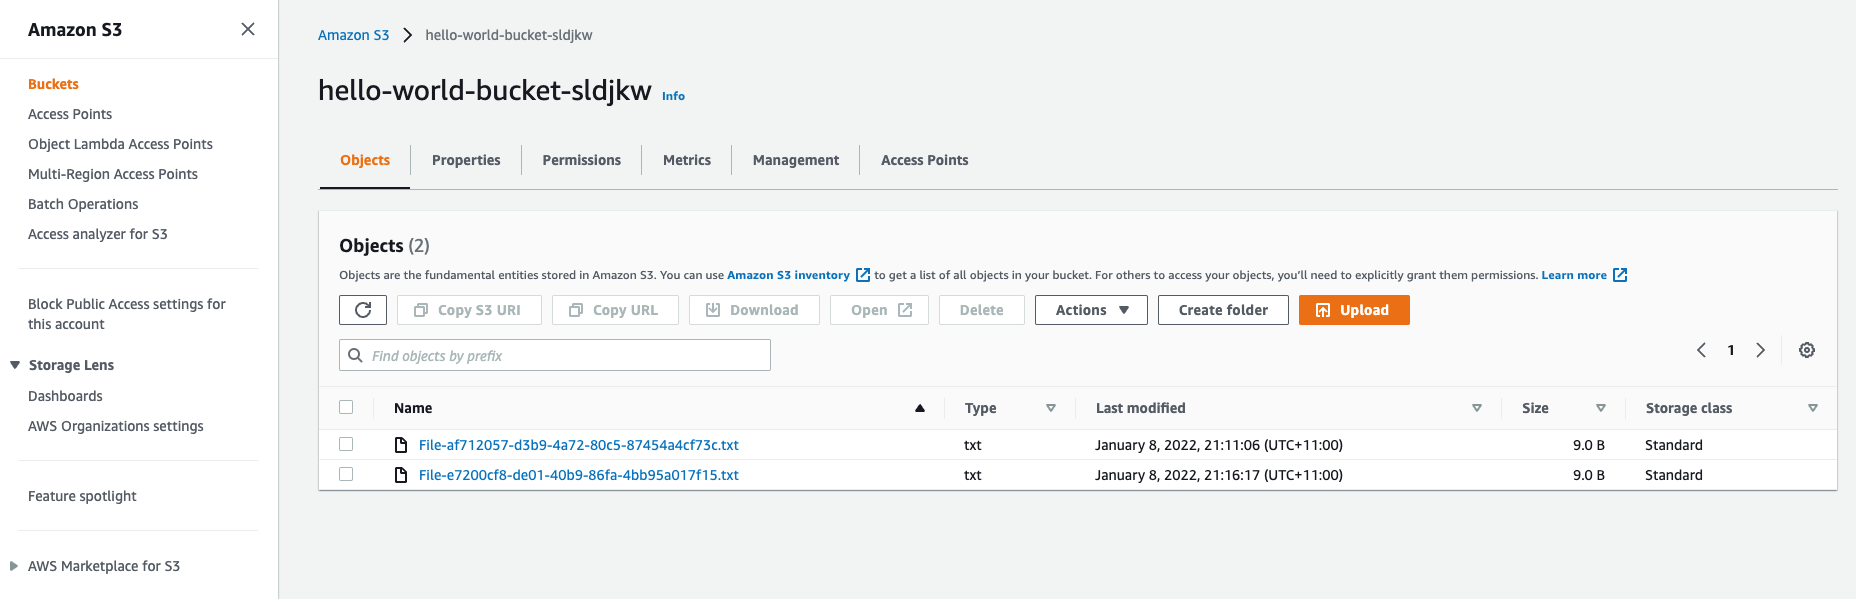 Amazon S3
Buckets
Access Points
Object Lambda Access Points
Multi-Region Access Points
Batch Operations
Access analyzer for S3
Block Public Access settings for
this account
Storage Lens
Dashboards
AWS Organizations settings
Feature spotlight
AWS Marketplace for S3
Amazon S3 hello-world-bucket-sldjkw
hello-world-bucket-sldjkw Info
Objects Properties Permissions Metrics Management Access Points
Objects (2)
Objects are the fundamental entities stored in Amazon S3. You can use Amazon S3 inventory to get a list of all objects in your bucket. For others to access your objects, you'll need to explicitly grant them permissions. Learn more
Copy S3 URI Copy URL Download Open Delete Actions Create folder Upload
Find objects by prefix 1
Name Type Last modified Size Storage class
File-af712057-d3b9-4a72-80c5-87454a4cf73c.txt txt January 8, 2022, 21:11:06 (UTC+11:00) 9.0 B Standard
File-e7200cf8-de01-40b9-86fa-4bb95a017f15.txt txt January 8, 2022, 21:16:17 (UTC+11:00) 9.0 B Standard